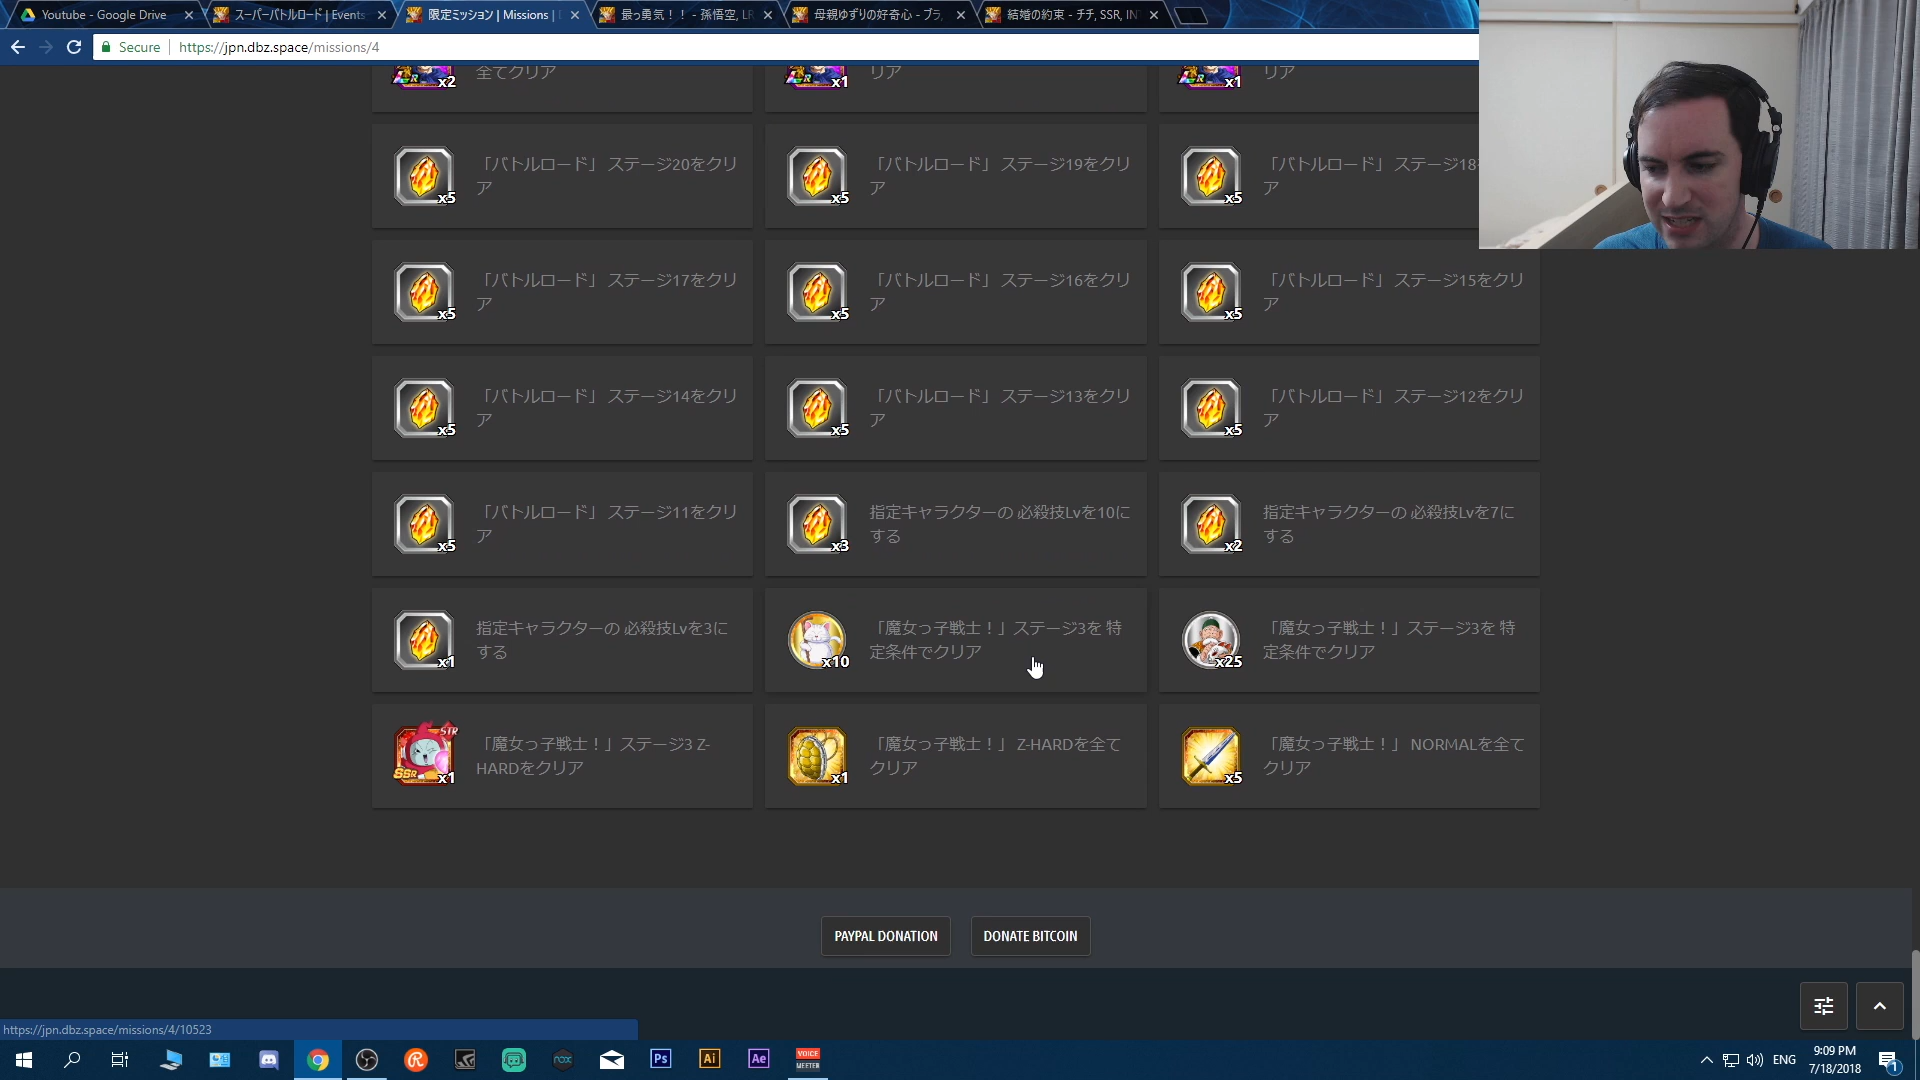 Youtube - Google Drive
スーパーバトルロード | Events
限定ミッション | Missions |
最っ勇気！！ - 孫悟空, LR
母親ゆずりの好奇心 - ブラ,
結婚の約束 - チチ, SSR, IN
Secure
https://jpn.dbz.space/missions/4
x2
全てクリア
x1
リア
x1
リア
x5
「バトルロード」 ステージ20をクリ
ア
x5
「バトルロード」 ステージ19をクリ
ア
x5
「バトルロード」 ステージ18
ア
x5
「バトルロード」 ステージ17をクリ
ア
x5
「バトルロード」 ステージ16をクリ
ア
x5
「バトルロード」 ステージ15をクリ
ア
x5
「バトルロード」 ステージ14をクリ
ア
x5
「バトルロード」 ステージ13をクリ
ア
x5
「バトルロード」 ステージ12をクリ
ア
x5
「バトルロード」 ステージ11をクリ
ア
x3
指定キャラクターの 必殺技Lvを10に
する
x2
指定キャラクターの 必殺技Lvを7に
する
x1
指定キャラクターの 必殺技Lvを3に
する
x10
「魔女っ子戦士！」ステージ3を 特
定条件でクリア
x25
「魔女っ子戦士！」ステージ3を 特
定条件でクリア
STR
SSR
x1
「魔女っ子戦士！」ステージ3 Z-
HARDをクリア
x1
「魔女っ子戦士！」 Z-HARDを全て
クリア
x5
「魔女っ子戦士！」 NORMALを全て
クリア
PAYPAL DONATION
DONATE BITCOIN
https://jpn.dbz.space/missions/4/10523
nox
Ps
Ai
Ae
VOICE
MEETER
ENG
9:09 PM
7/18/2018
1